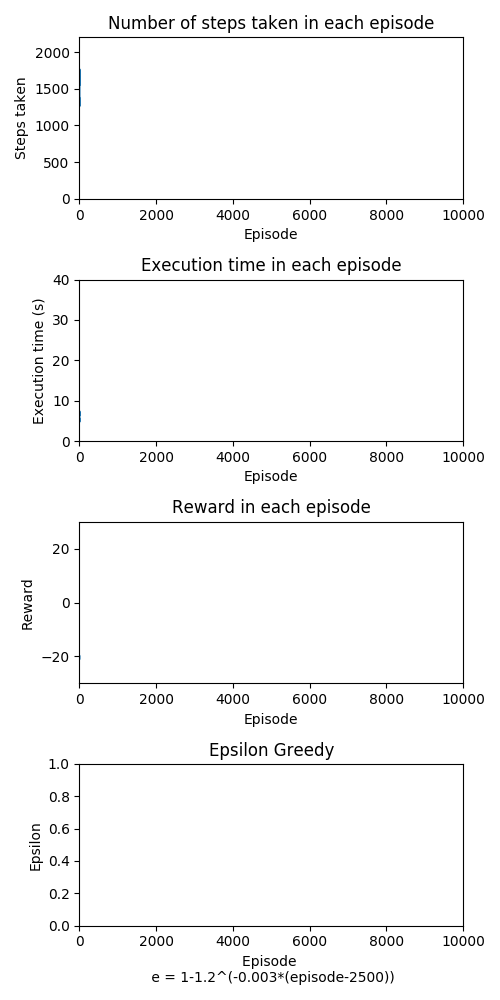 Number of steps taken in each episode
2000
1500
1000
500
0
Steps taken
0 2000 4000 6000 8000 10000
Episode
Execution time in each episode
40
30
20
10
0
Execution time (s)
0 2000 4000 6000 8000 10000
Episode
Reward in each episode
20
0
−20
Reward
0 2000 4000 6000 8000 10000
Episode
Epsilon Greedy
1.0
0.8
0.6
0.4
0.2
0.0
Epsilon
0 2000 4000 6000 8000 10000
Episode
e = 1-1.2^(-0.003*(episode-2500))